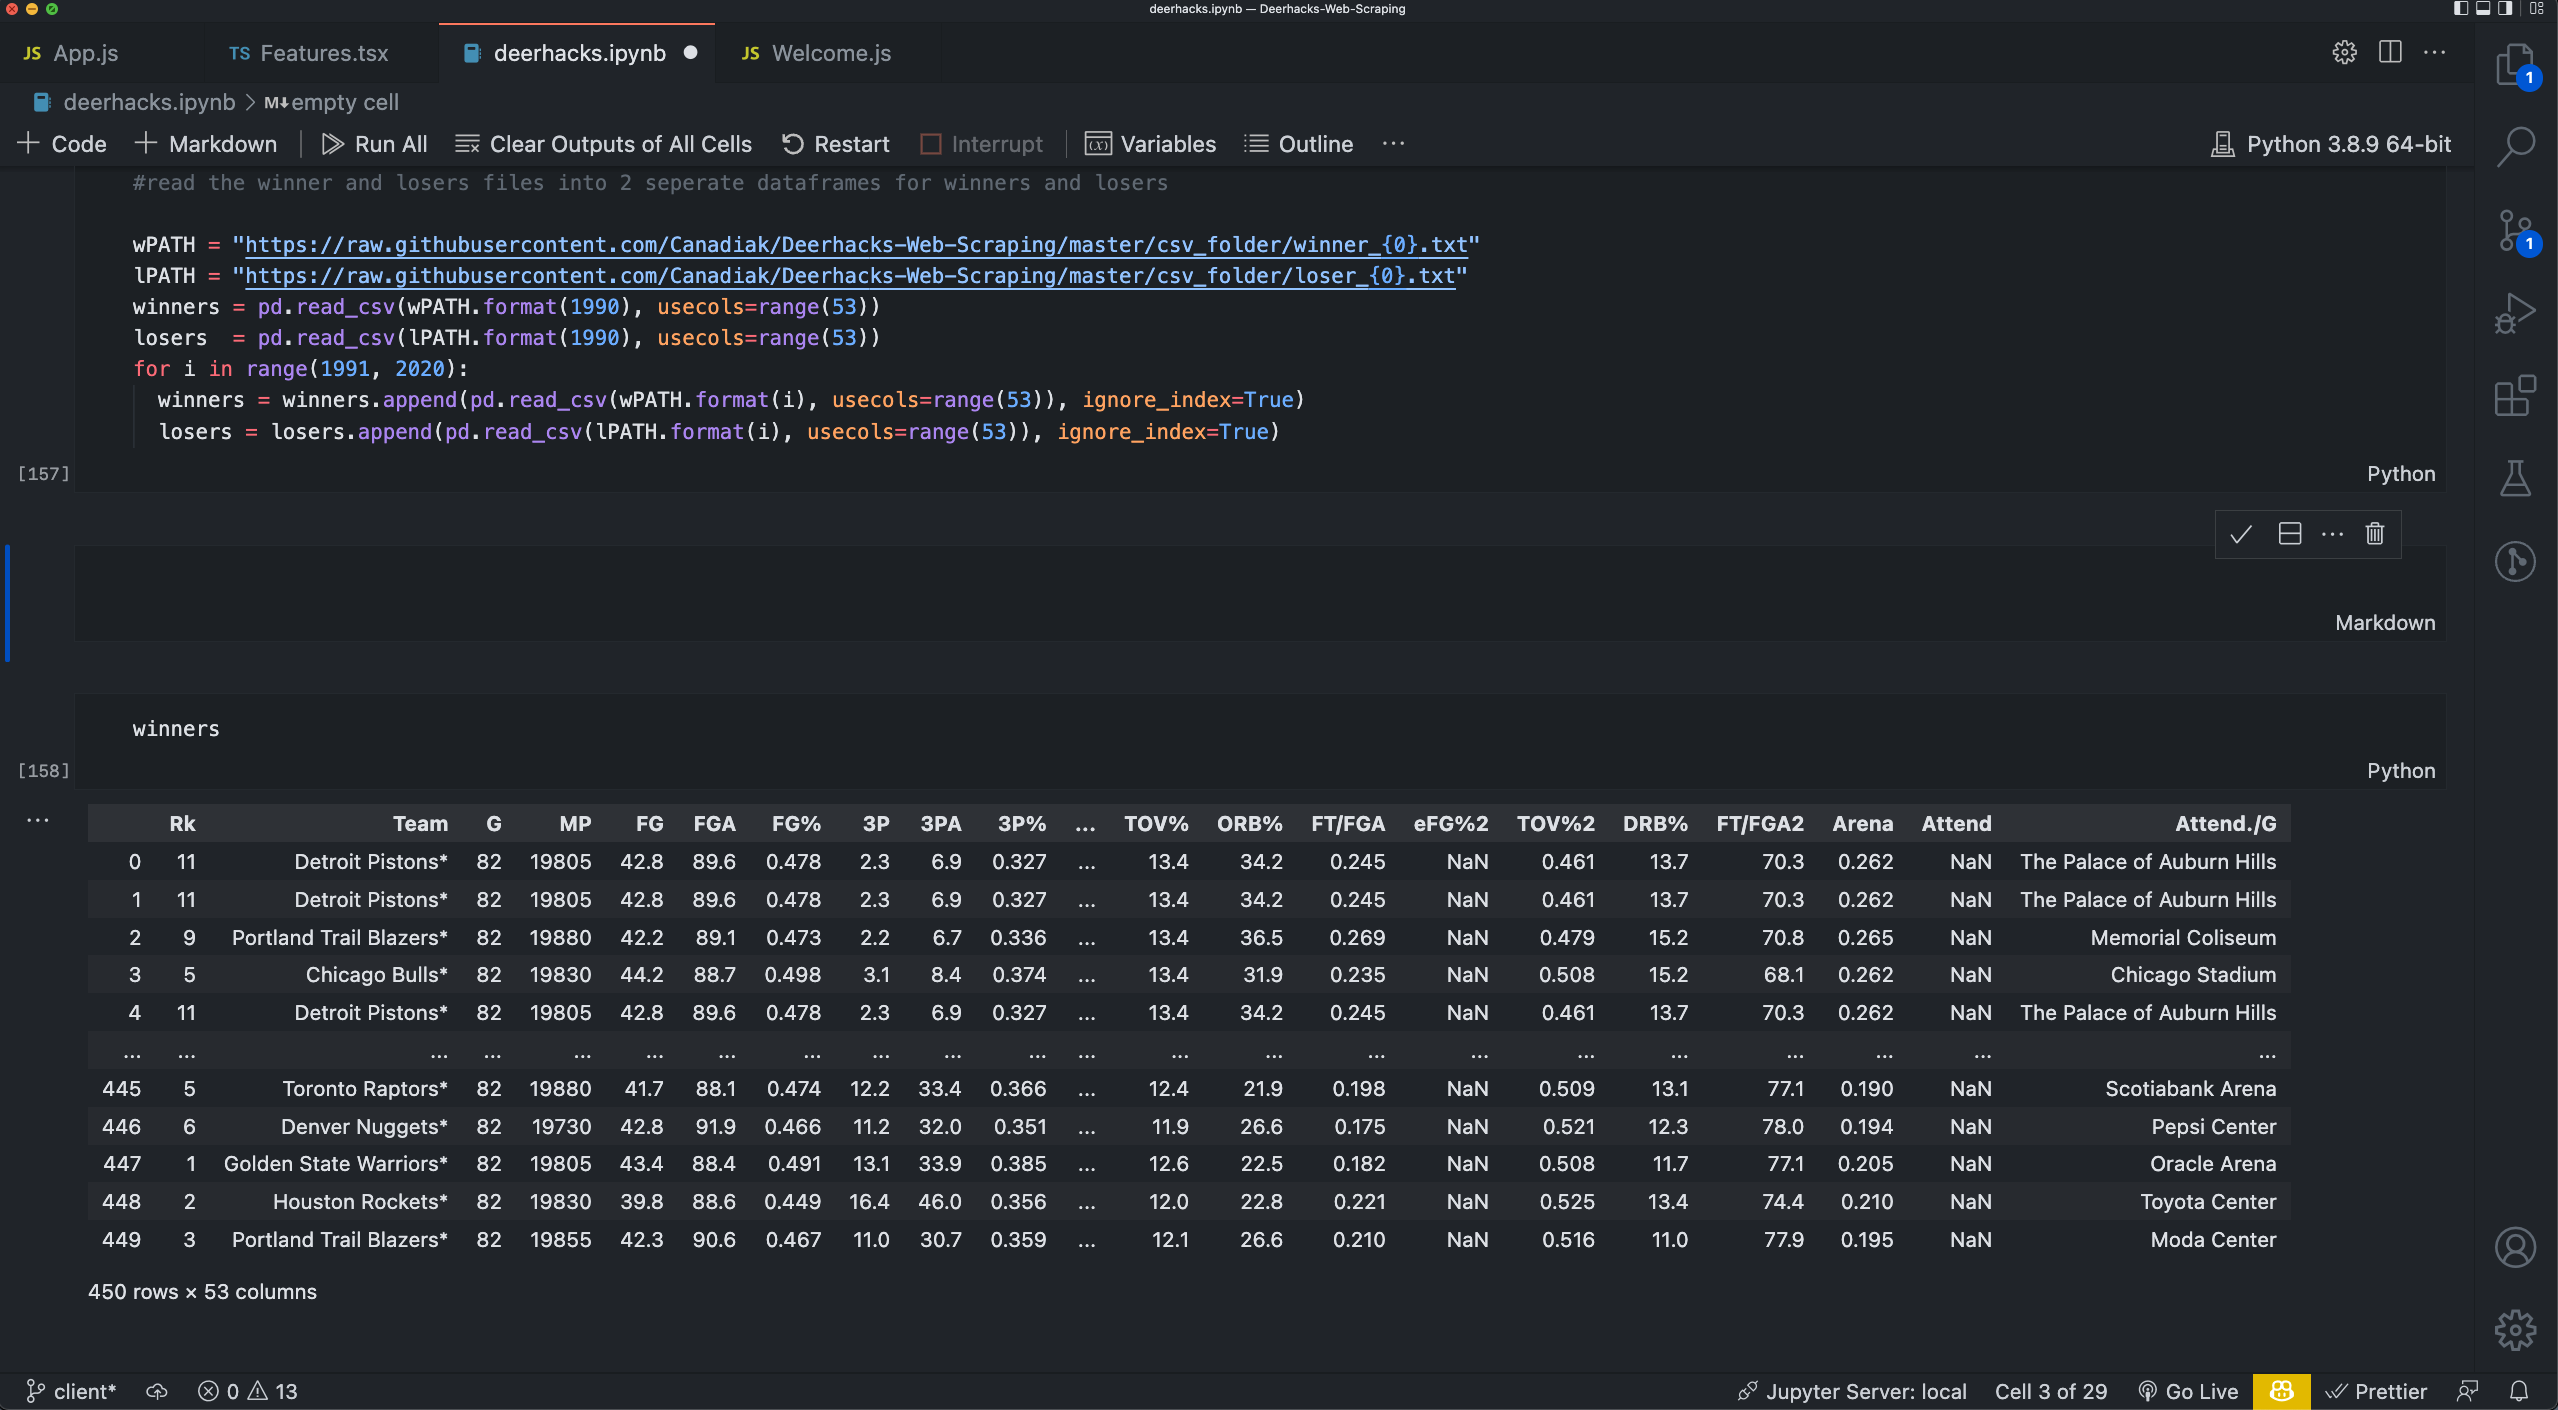 deerhacks.ipynb — Deerhacks-Web-Scraping
JS App.js TS Features.tsx deerhacks.ipynb JS Welcome.js
deerhacks.ipynb > M↓ empty cell
+ Code + Markdown Run All Clear Outputs of All Cells Restart Interrupt Variables Outline ... Python 3.8.9 64-bit
#read the winner and losers files into 2 seperate dataframes for winners and losers
wPATH = "https://raw.githubusercontent.com/Canadiak/Deerhacks-Web-Scraping/master/csv_folder/winner_{0}.txt"
lPATH = "https://raw.githubusercontent.com/Canadiak/Deerhacks-Web-Scraping/master/csv_folder/loser_{0}.txt"
winners = pd.read_csv(wPATH.format(1990), usecols=range(53))
losers  = pd.read_csv(lPATH.format(1990), usecols=range(53))
for i in range(1991, 2020):
  winners = winners.append(pd.read_csv(wPATH.format(i), usecols=range(53)), ignore_index=True)
  losers = losers.append(pd.read_csv(lPATH.format(i), usecols=range(53)), ignore_index=True)
[157] Python
Markdown
winners
[158] Python
Rk Team G MP FG FGA FG% 3P 3PA 3P% ... TOV% ORB% FT/FGA eFG%2 TOV%2 DRB% FT/FGA2 Arena Attend Attend./G
0 11 Detroit Pistons* 82 19805 42.8 89.6 0.478 2.3 6.9 0.327 ... 13.4 34.2 0.245 NaN 0.461 13.7 70.3 0.262 NaN The Palace of Auburn Hills
1 11 Detroit Pistons* 82 19805 42.8 89.6 0.478 2.3 6.9 0.327 ... 13.4 34.2 0.245 NaN 0.461 13.7 70.3 0.262 NaN The Palace of Auburn Hills
2 9 Portland Trail Blazers* 82 19880 42.2 89.1 0.473 2.2 6.7 0.336 ... 13.4 36.5 0.269 NaN 0.479 15.2 70.8 0.265 NaN Memorial Coliseum
3 5 Chicago Bulls* 82 19830 44.2 88.7 0.498 3.1 8.4 0.374 ... 13.4 31.9 0.235 NaN 0.508 15.2 68.1 0.262 NaN Chicago Stadium
4 11 Detroit Pistons* 82 19805 42.8 89.6 0.478 2.3 6.9 0.327 ... 13.4 34.2 0.245 NaN 0.461 13.7 70.3 0.262 NaN The Palace of Auburn Hills
... ... ... ... ... ... ... ... ... ... ... ... ... ... ... ... ... ... ... ... ... ...
445 5 Toronto Raptors* 82 19880 41.7 88.1 0.474 12.2 33.4 0.366 ... 12.4 21.9 0.198 NaN 0.509 13.1 77.1 0.190 NaN Scotiabank Arena
446 6 Denver Nuggets* 82 19730 42.8 91.9 0.466 11.2 32.0 0.351 ... 11.9 26.6 0.175 NaN 0.521 12.3 78.0 0.194 NaN Pepsi Center
447 1 Golden State Warriors* 82 19805 43.4 88.4 0.491 13.1 33.9 0.385 ... 12.6 22.5 0.182 NaN 0.508 11.7 77.1 0.205 NaN Oracle Arena
448 2 Houston Rockets* 82 19830 39.8 88.6 0.449 16.4 46.0 0.356 ... 12.0 22.8 0.221 NaN 0.525 13.4 74.4 0.210 NaN Toyota Center
449 3 Portland Trail Blazers* 82 19855 42.3 90.6 0.467 11.0 30.7 0.359 ... 12.1 26.6 0.210 NaN 0.516 11.0 77.9 0.195 NaN Moda Center
450 rows × 53 columns
1
1
client* 0 13 Jupyter Server: local Cell 3 of 29 Go Live Prettier